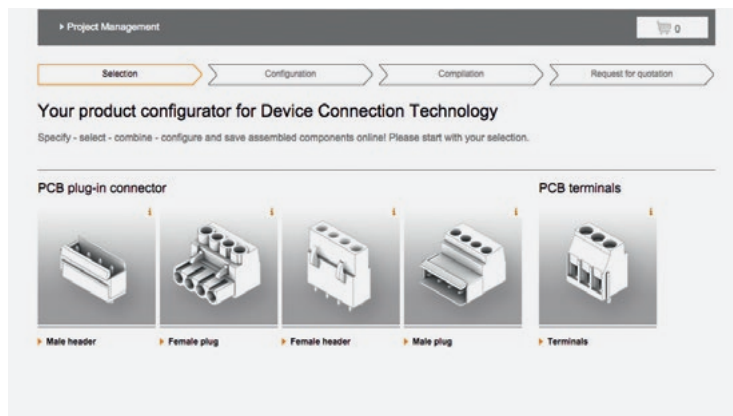 Project Management
0
Selection
Configuration
Compilation
Request for quotation
Your product configurator for Device Connection Technology
Specify - select - combine - configure and save assembled components online! Please start with your selection.
PCB plug-in connector
PCB terminals
i
i
i
i
i
Male header
Female plug
Female header
Male plug
Terminals